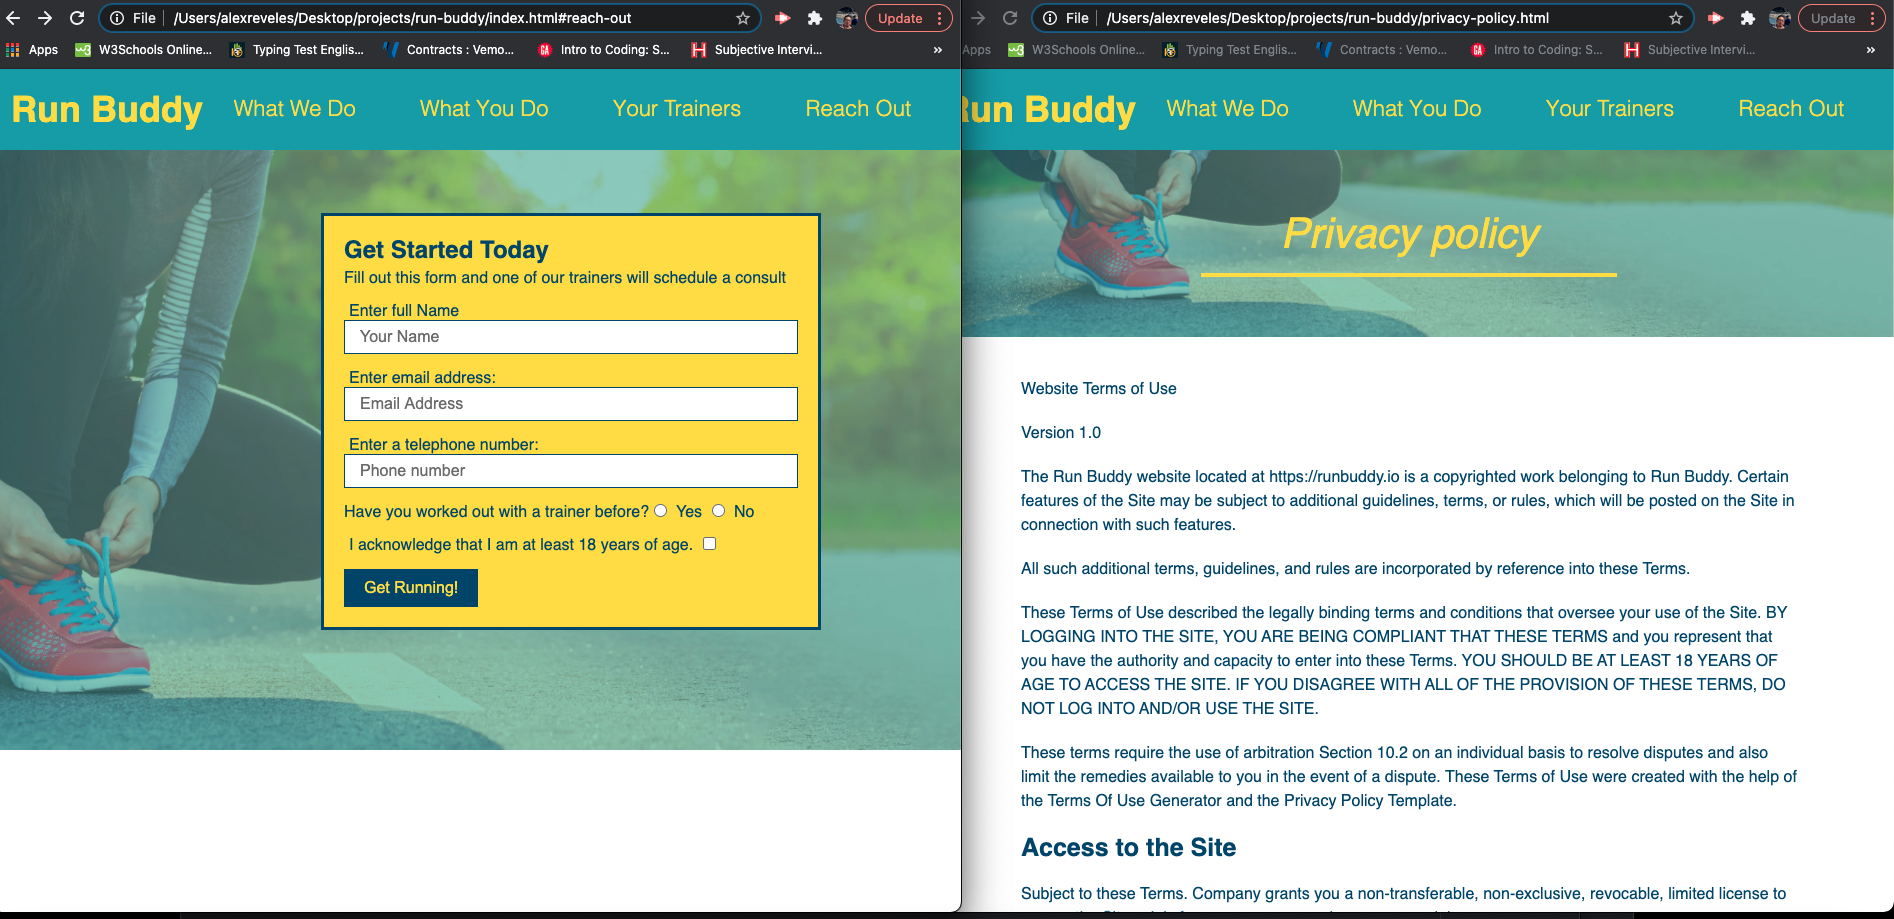 File /Users/alexreveles/Desktop/projects/run-buddy/index.html#reach-out Update
Apps W3Schools Online... Typing Test Englis... Contracts : Vemo... Intro to Coding: S... Subjective Intervi... »
Run Buddy What We Do What You Do Your Trainers Reach Out
Get Started Today
Fill out this form and one of our trainers will schedule a consult
Enter full Name
Your Name
Enter email address:
Email Address
Enter a telephone number:
Phone number
Have you worked out with a trainer before? Yes No
I acknowledge that I am at least 18 years of age.
Get Running!
File /Users/alexreveles/Desktop/projects/run-buddy/privacy-policy.html Update
Apps W3Schools Online... Typing Test Englis... Contracts : Vemo... Intro to Coding: S... Subjective Intervi... »
Run Buddy What We Do What You Do Your Trainers Reach Out
Privacy policy
Website Terms of Use
Version 1.0
The Run Buddy website located at https://runbuddy.io is a copyrighted work belonging to Run Buddy. Certain
features of the Site may be subject to additional guidelines, terms, or rules, which will be posted on the Site in
connection with such features.
All such additional terms, guidelines, and rules are incorporated by reference into these Terms.
These Terms of Use described the legally binding terms and conditions that oversee your use of the Site. BY
LOGGING INTO THE SITE, YOU ARE BEING COMPLIANT THAT THESE TERMS and you represent that
you have the authority and capacity to enter into these Terms. YOU SHOULD BE AT LEAST 18 YEARS OF
AGE TO ACCESS THE SITE. IF YOU DISAGREE WITH ALL OF THE PROVISION OF THESE TERMS, DO
NOT LOG INTO AND/OR USE THE SITE.
These terms require the use of arbitration Section 10.2 on an individual basis to resolve disputes and also
limit the remedies available to you in the event of a dispute. These Terms of Use were created with the help of
the Terms Of Use Generator and the Privacy Policy Template.
Access to the Site
Subject to these Terms. Company grants you a non-transferable, non-exclusive, revocable, limited license to